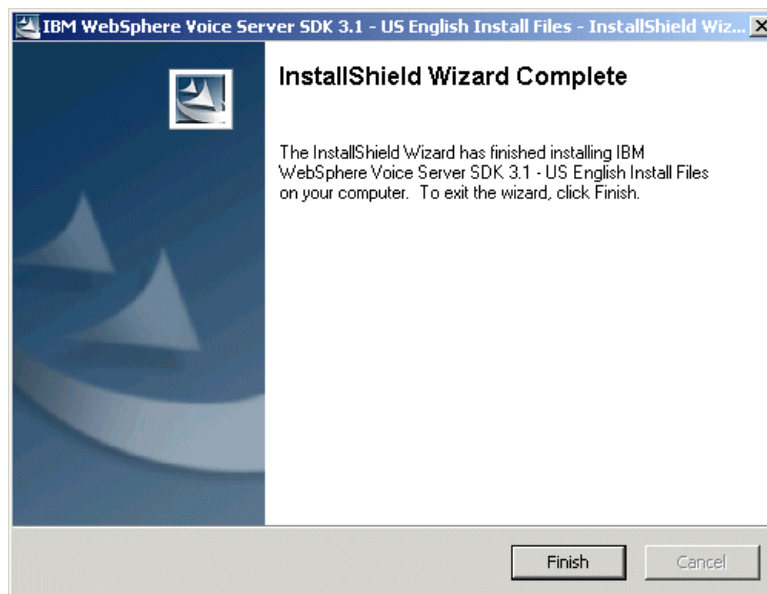 IBM WebSphere Voice Server SDK 3.1 - US English Install Files - InstallShield Wiz...
InstallShield Wizard Complete
The InstallShield Wizard has finished installing IBM
WebSphere Voice Server SDK 3.1 - US English Install Files
on your computer.  To exit the wizard, click Finish.
Finish
Cancel